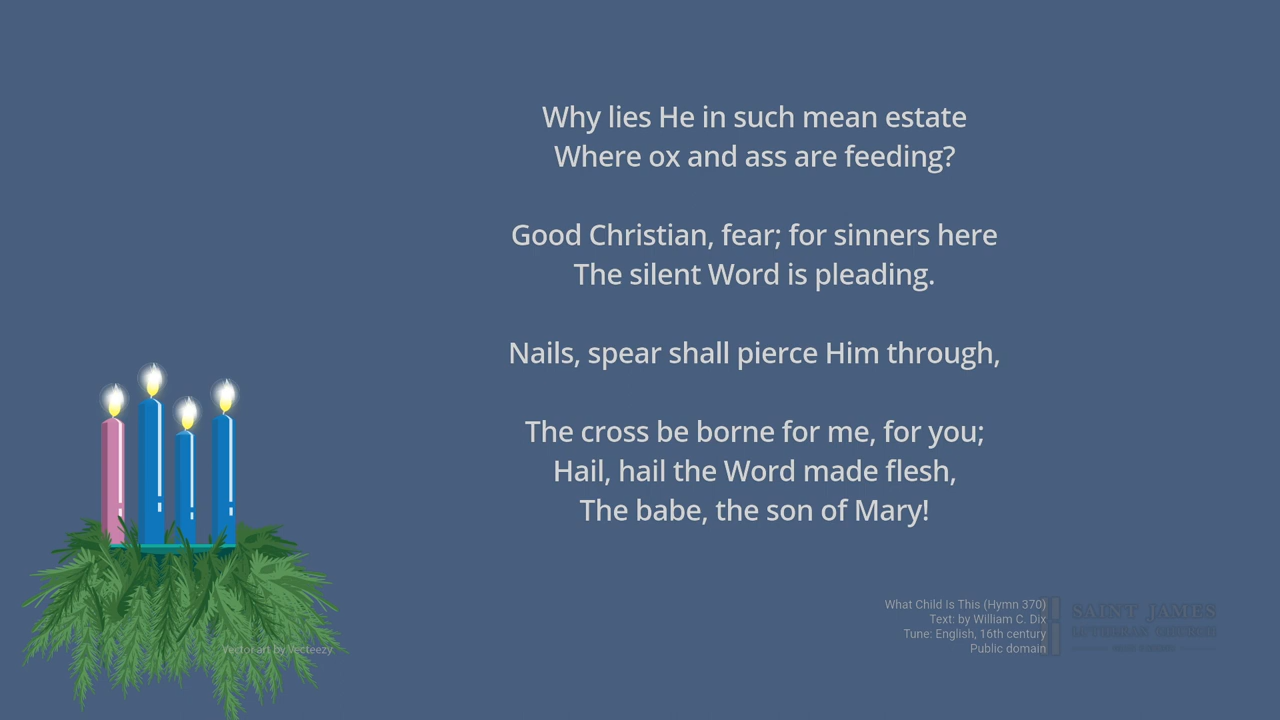 Why lies He in such mean estate
Where ox and ass are feeding?
Good Christian, fear; for sinners here
The silent Word is pleading.
Nails, spear shall pierce Him through,
The cross be borne for me, for you;
Hail, hail the Word made flesh,
The babe, the son of Mary!
What Child Is This (Hymn 370)
Text: by William C. Dix
Tune: English, 16th century
Public domain
SAINT JAMES
LUTHERAN CHURCH
Vector art by Vecteezy